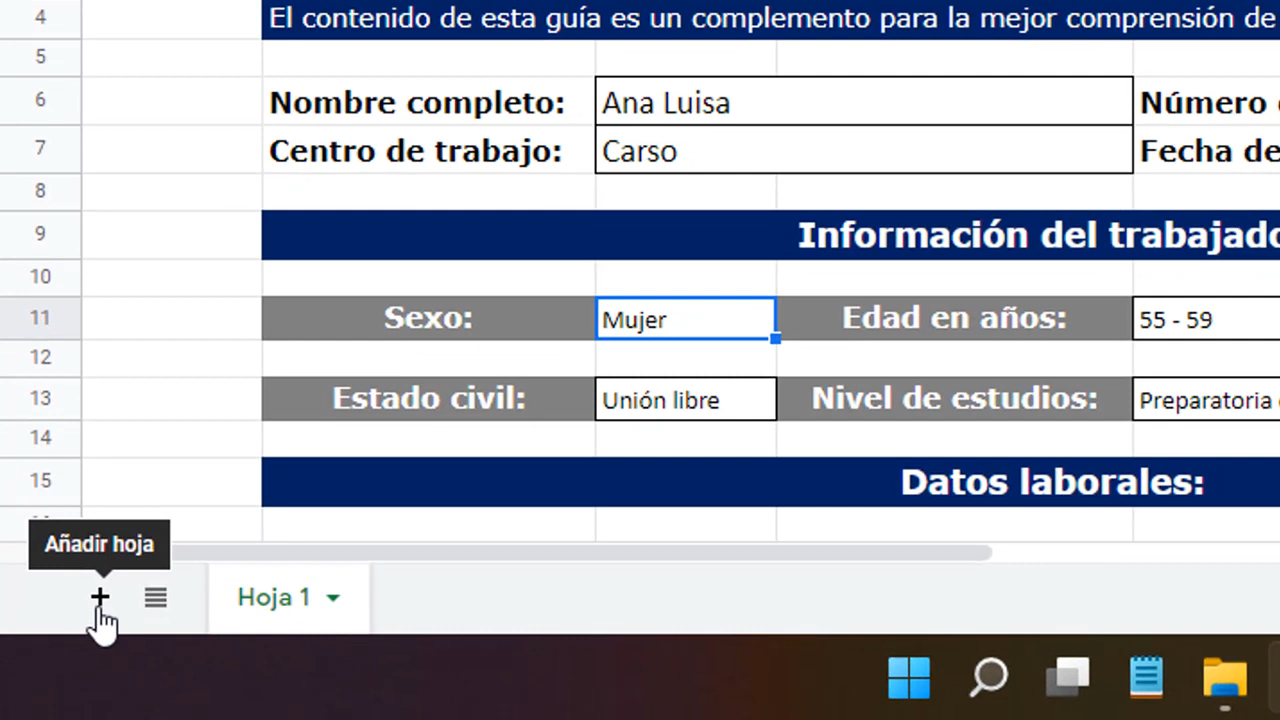 4 El contenido de esta guía es un complemento para la mejor comprensión de
5
6 Nombre completo: Ana Luisa Número
7 Centro de trabajo: Carso Fecha de
8
9 Información del trabajado
10
11 Sexo: Mujer Edad en años: 55 - 59
12
13 Estado civil: Unión libre Nivel de estudios: Preparatoria
14
15 Datos laborales:
Añadir hoja
+ Hoja 1